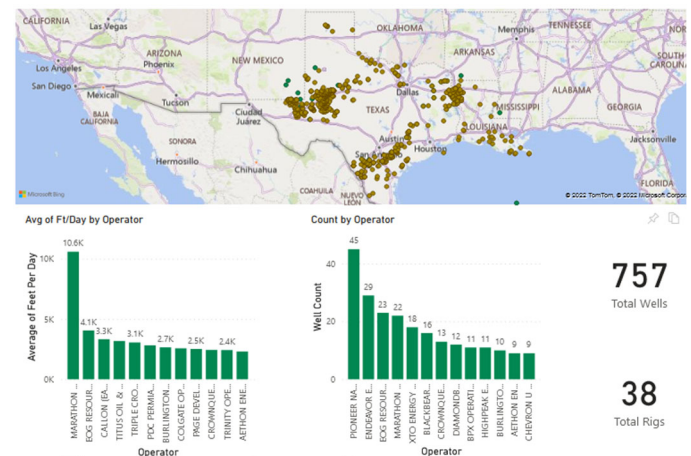 CALIFORNIA
Las Vegas
OKLAHOMA
Memphis
TENNESSEE
NOR
ARIZONA
NEW MEXICO
ARKANSAS
SOUTH
CAROLIN
Los Angeles
Phoenix
San Diego
Mexicali
Tucson
Dallas
ALABAMA
BAJA
CALIFORNIA
Ciudad
Juárez
TEXAS
MISSISSIPPI
GEORGIA
SONORA
LOUISIANA
Austin
Houston
Jacksonville
Hermosillo
Chihuahua
COAHUILA
NUEVO
LEÓN
FLORIDA
Microsoft Bing
© 2022 TomTom, © 2022 Microsoft Corpor
Avg of Ft/Day by Operator
Count by Operator
Average of Feet Per Day
10K
5K
0K
10.6K
4.1K
3.3K
3.1K
2.7K
2.5K
2.4K
MARATHON ...
EOG RESOUR...
CALLON (EA...
TITUS OIL & ...
TRIPLE CRO...
PDC PERMIA...
BURLINGTON...
COLGATE OP...
PAGE DEVEL...
CROWNQUE...
TRINITY OPE...
AETHON ENE...
Operator
Well Count
40
20
0
45
29
23
22
18
16
13
12
11
11
10
9
9
PIONEER NA...
ENDEAVOR E...
EOG RESOUR...
MARATHON ...
XTO ENERGY ...
BLACKBEAR...
CROWNQUE...
DIAMONDB...
BPX OPERATI...
HIGHPEAK E...
BURLINGTO...
AETHON EN...
CHEVRON U ...
Operator
757
Total Wells
38
Total Rigs